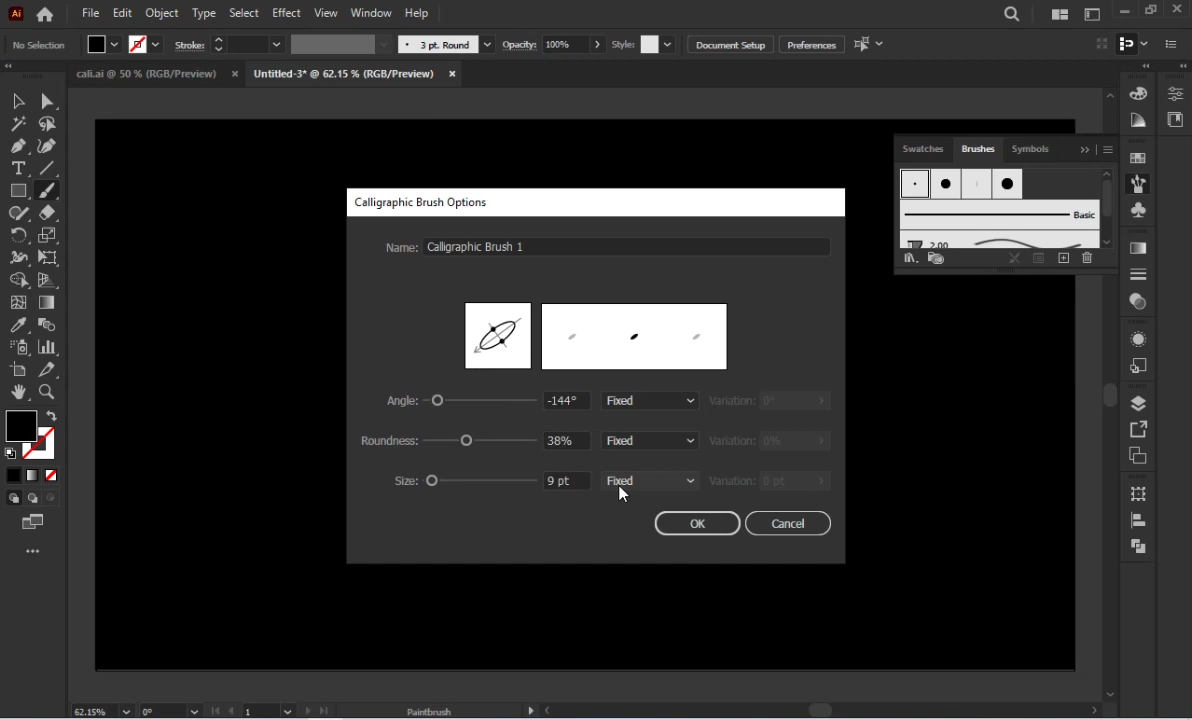 Ai File Edit Object Type Select Effect View Window Help
No Selection Stroke: 3 pt. Round Opacity: 100% Style: Document Setup Preferences
cali.ai @ 50 % (RGB/Preview) × Untitled-3* @ 62.15 % (RGB/Preview) ×
Swatches Brushes Symbols
Basic
2.00
Calligraphic Brush Options
Name: Calligraphic Brush 1
Angle: -144° Fixed Variation: 0°
Roundness: 38% Fixed Variation: 0%
Size: 9 pt Fixed Variation: 0 pt
OK Cancel
62.15% 0° 1 Paintbrush